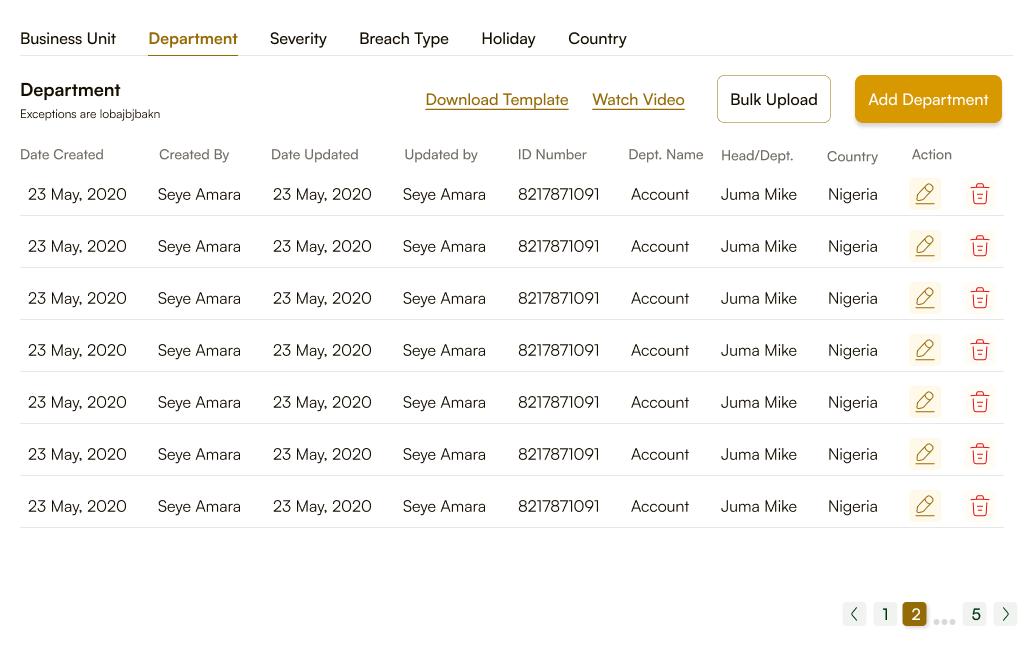 Business Unit Department Severity Breach Type Holiday Country
Department
Exceptions are lobajbjbakn
Download Template Watch Video Bulk Upload Add Department
Date Created Created By Date Updated Updated by ID Number Dept. Name Head/Dept. Country Action
23 May, 2020 Seye Amara 23 May, 2020 Seye Amara 8217871091 Account Juma Mike Nigeria
23 May, 2020 Seye Amara 23 May, 2020 Seye Amara 8217871091 Account Juma Mike Nigeria
23 May, 2020 Seye Amara 23 May, 2020 Seye Amara 8217871091 Account Juma Mike Nigeria
23 May, 2020 Seye Amara 23 May, 2020 Seye Amara 8217871091 Account Juma Mike Nigeria
23 May, 2020 Seye Amara 23 May, 2020 Seye Amara 8217871091 Account Juma Mike Nigeria
23 May, 2020 Seye Amara 23 May, 2020 Seye Amara 8217871091 Account Juma Mike Nigeria
23 May, 2020 Seye Amara 23 May, 2020 Seye Amara 8217871091 Account Juma Mike Nigeria
1 2 ... 5